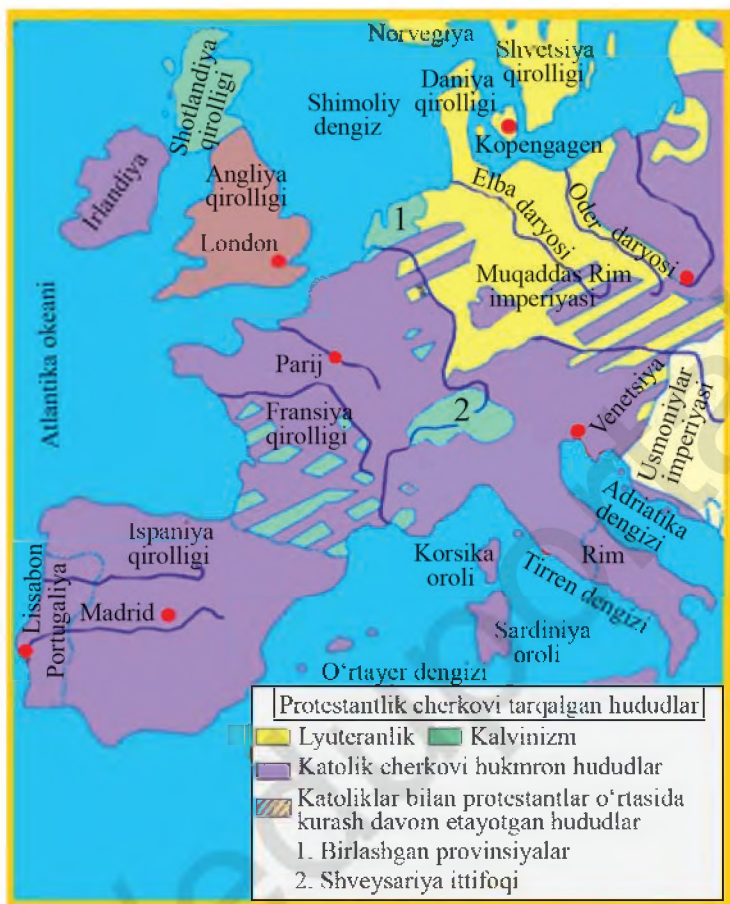 Norvegiya
Shvetsiya
qirolligi
Daniya
qirolligi
Shotlandiya
qirolligi
Shimoliy
dengiz
Kopengagen
Irlandiya
Angliya
qirolligi
London
1
Elba daryosi
Oder daryosi
Muqaddas Rim
imperiyasi
Atlantika okeani
Parij
Fransiya
qirolligi
2
Venetsiya
Usmoniylar
imperiyasi
Adriatika
dengizi
Ispaniya
qirolligi
Korsika
oroli
Rim
Tirren dengizi
Lissabon
Portugaliya
Madrid
Sardiniya
oroli
O‘rtayer dengizi
Protestantlik cherkovi tarqalgan hududlar
Lyuteranlik Kalvinizm
Katolik cherkovi hukmron hududlar
Katoliklar bilan protestantlar o‘rtasida
kurash davom etayotgan hududlar
1. Birlashgan provinsiyalar
2. Shveysariya ittifoqi